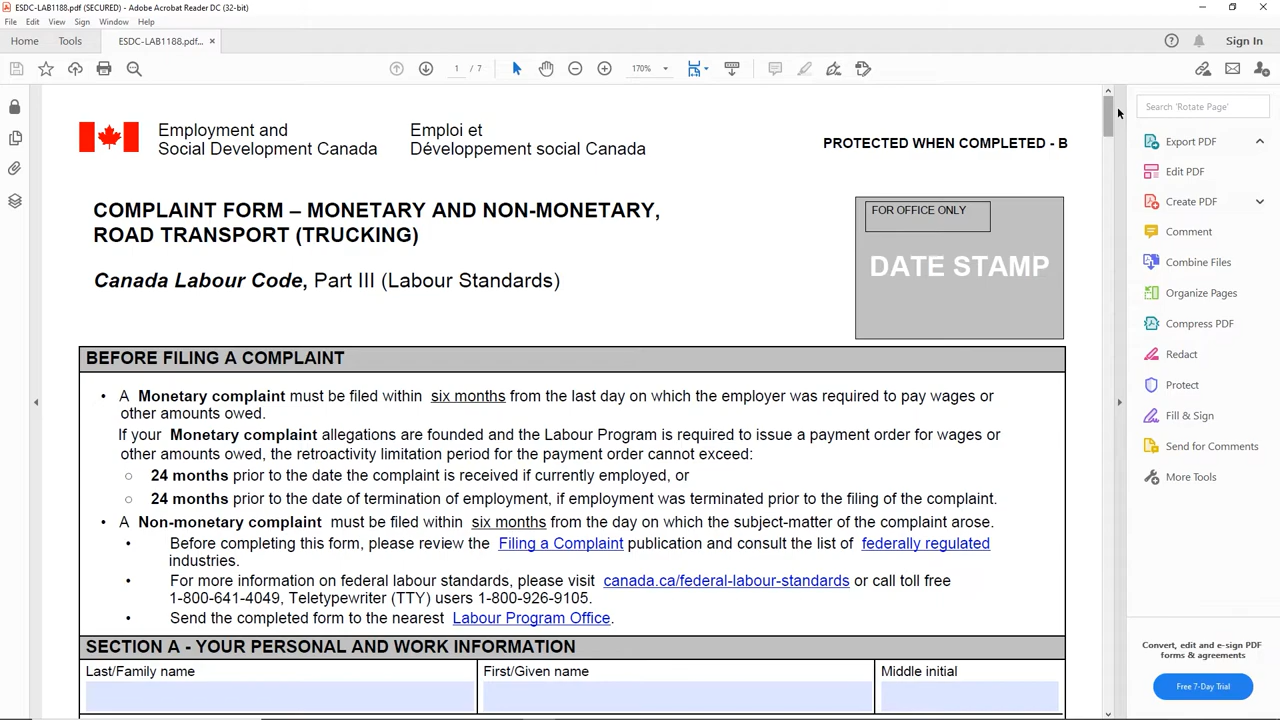 ESDC-LAB1188.pdf (SECURED) - Adobe Acrobat Reader DC (32-bit)
File Edit View Sign Window Help
Home Tools ESDC-LAB1188.pdf... × Sign In
1 / 7 170%
Search 'Rotate Page'
Export PDF
Edit PDF
Create PDF
Comment
Combine Files
Organize Pages
Compress PDF
Redact
Protect
Fill & Sign
Send for Comments
More Tools
Convert, edit and e-sign PDF
forms & agreements
Free 7-Day Trial
Employment and
Social Development Canada
Emploi et
Développement social Canada
PROTECTED WHEN COMPLETED - B
COMPLAINT FORM – MONETARY AND NON-MONETARY,
ROAD TRANSPORT (TRUCKING)
Canada Labour Code, Part III (Labour Standards)
FOR OFFICE ONLY
DATE STAMP
BEFORE FILING A COMPLAINT
• A Monetary complaint must be filed within six months from the last day on which the employer was required to pay wages or
other amounts owed.
If your Monetary complaint allegations are founded and the Labour Program is required to issue a payment order for wages or
other amounts owed, the retroactivity limitation period for the payment order cannot exceed:
○ 24 months prior to the date the complaint is received if currently employed, or
○ 24 months prior to the date of termination of employment, if employment was terminated prior to the filing of the complaint.
• A Non-monetary complaint must be filed within six months from the day on which the subject-matter of the complaint arose.
• Before completing this form, please review the Filing a Complaint publication and consult the list of federally regulated
industries.
• For more information on federal labour standards, please visit canada.ca/federal-labour-standards or call toll free
1-800-641-4049, Teletypewriter (TTY) users 1-800-926-9105.
• Send the completed form to the nearest Labour Program Office.
SECTION A - YOUR PERSONAL AND WORK INFORMATION
Last/Family name First/Given name Middle initial